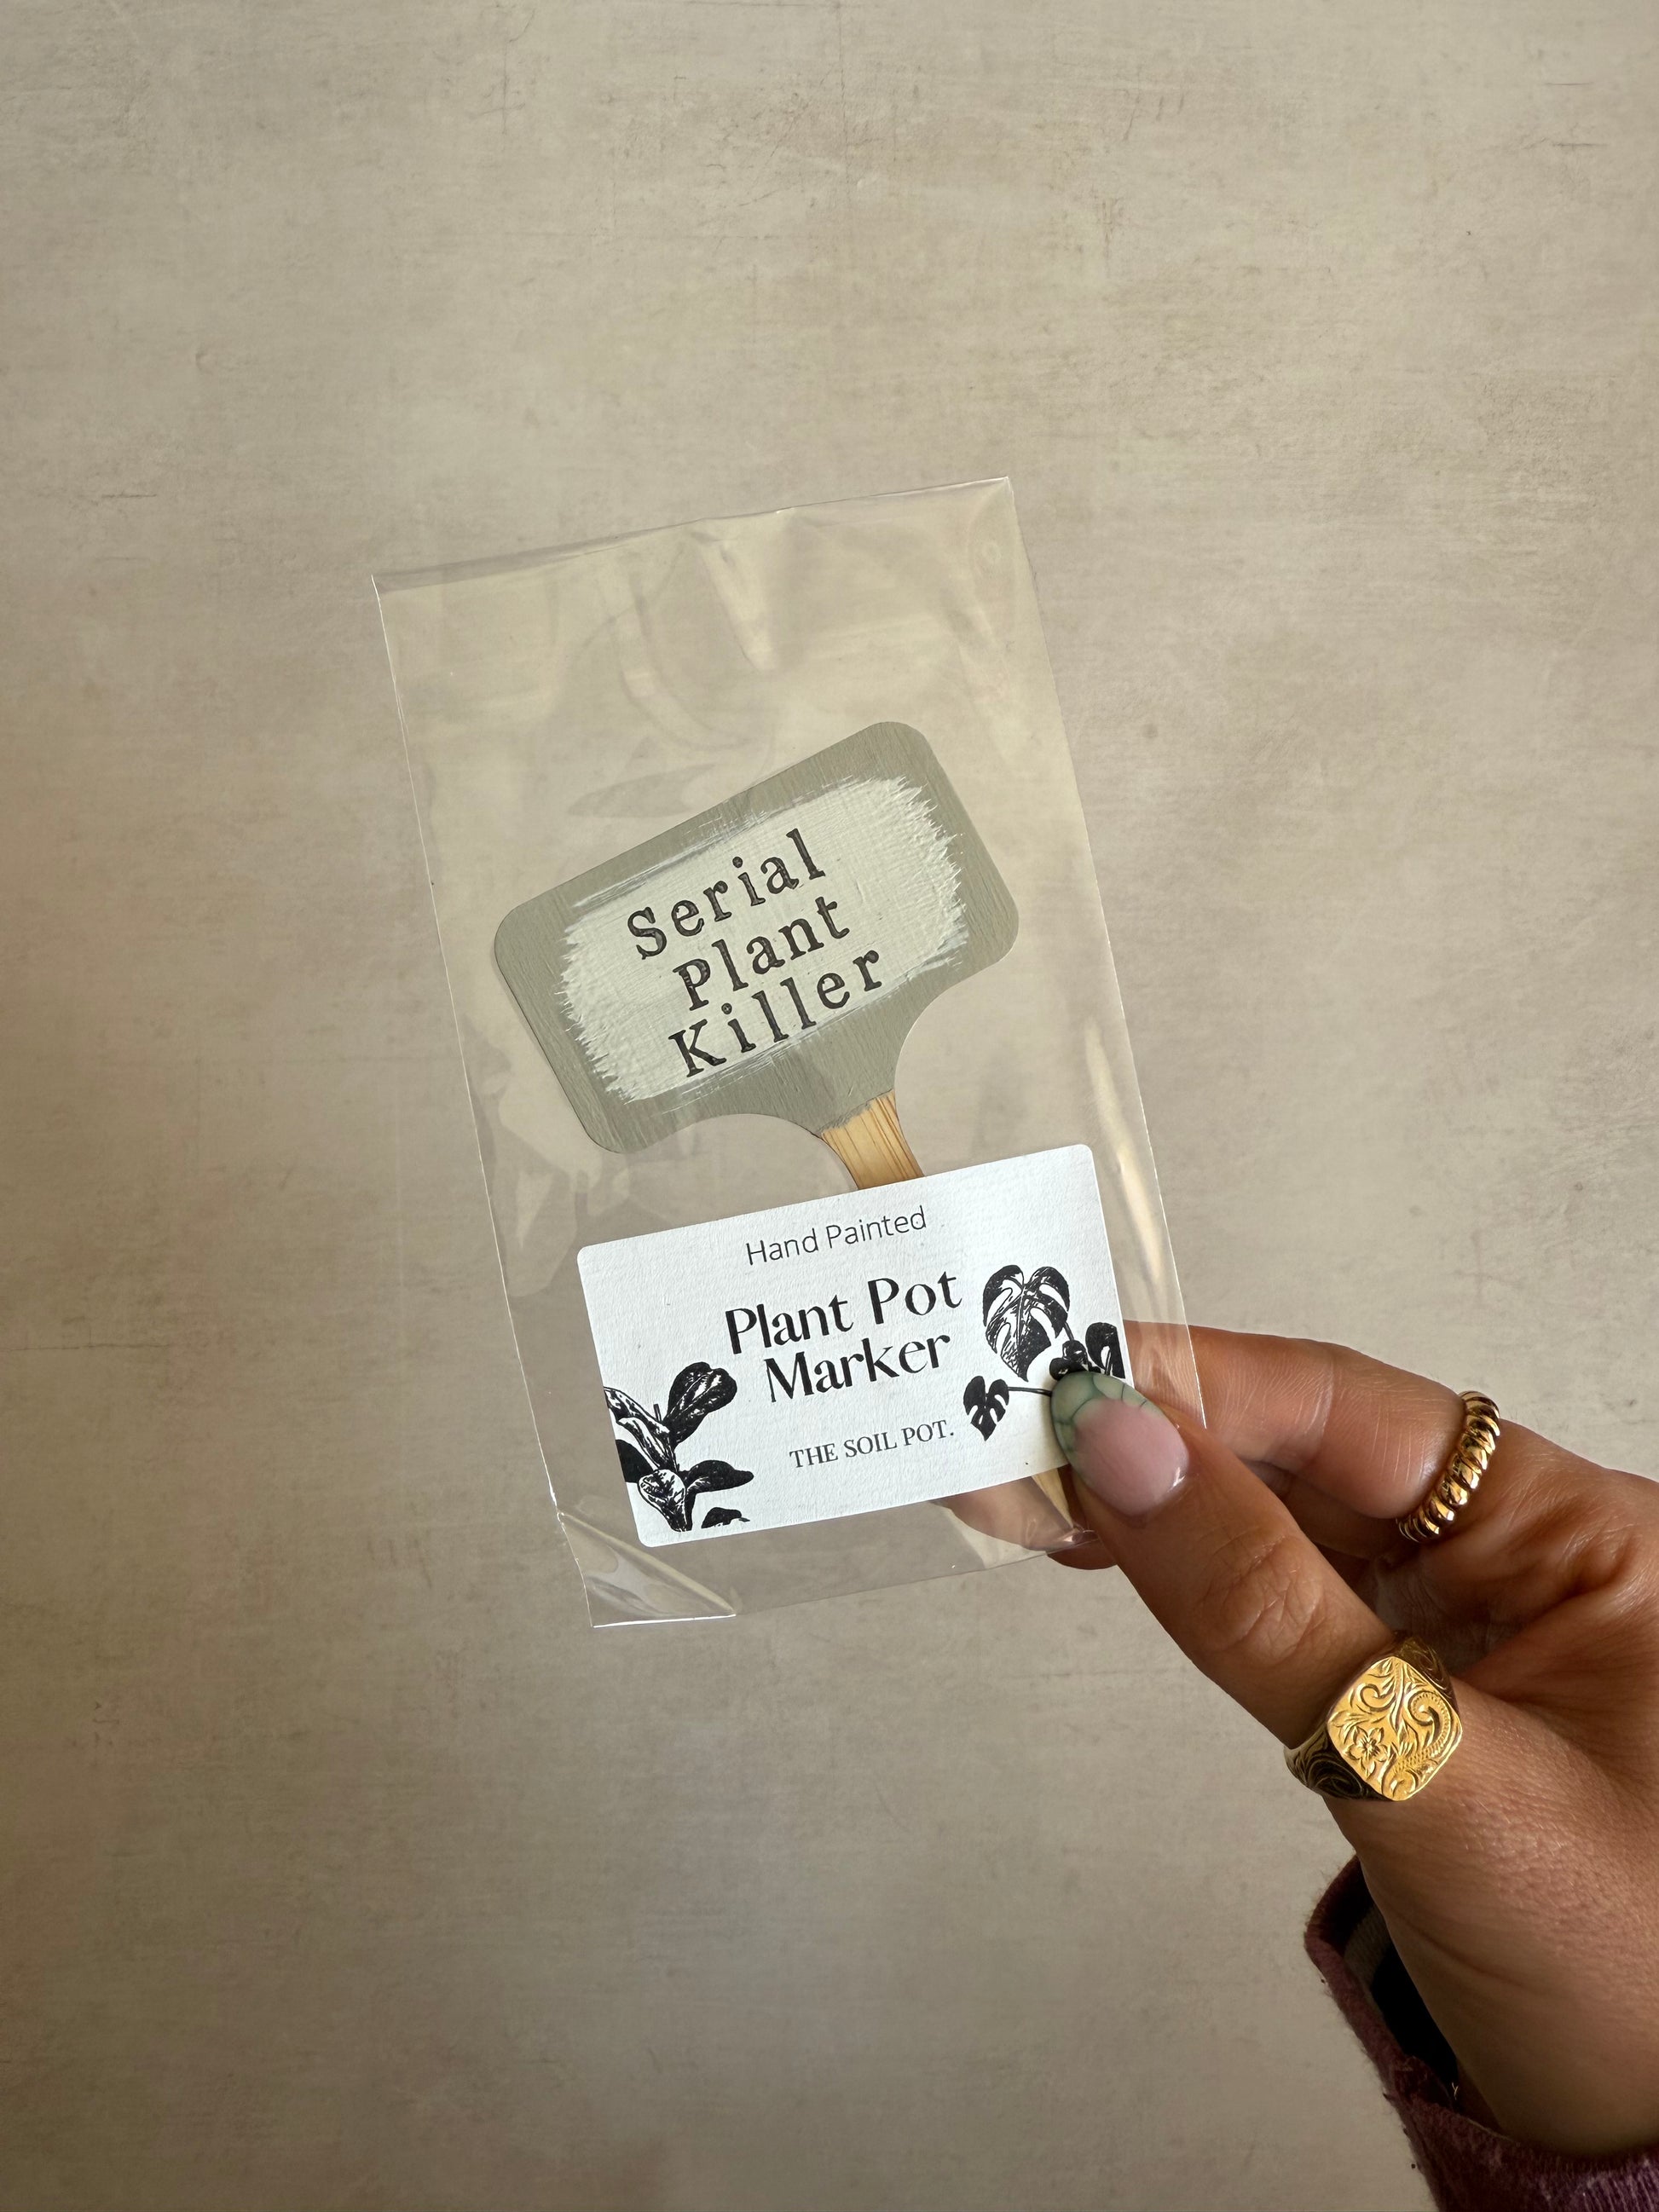 Serial
Plant
Killer
Hand Painted
Plant Pot
Marker
THE SOIL POT.